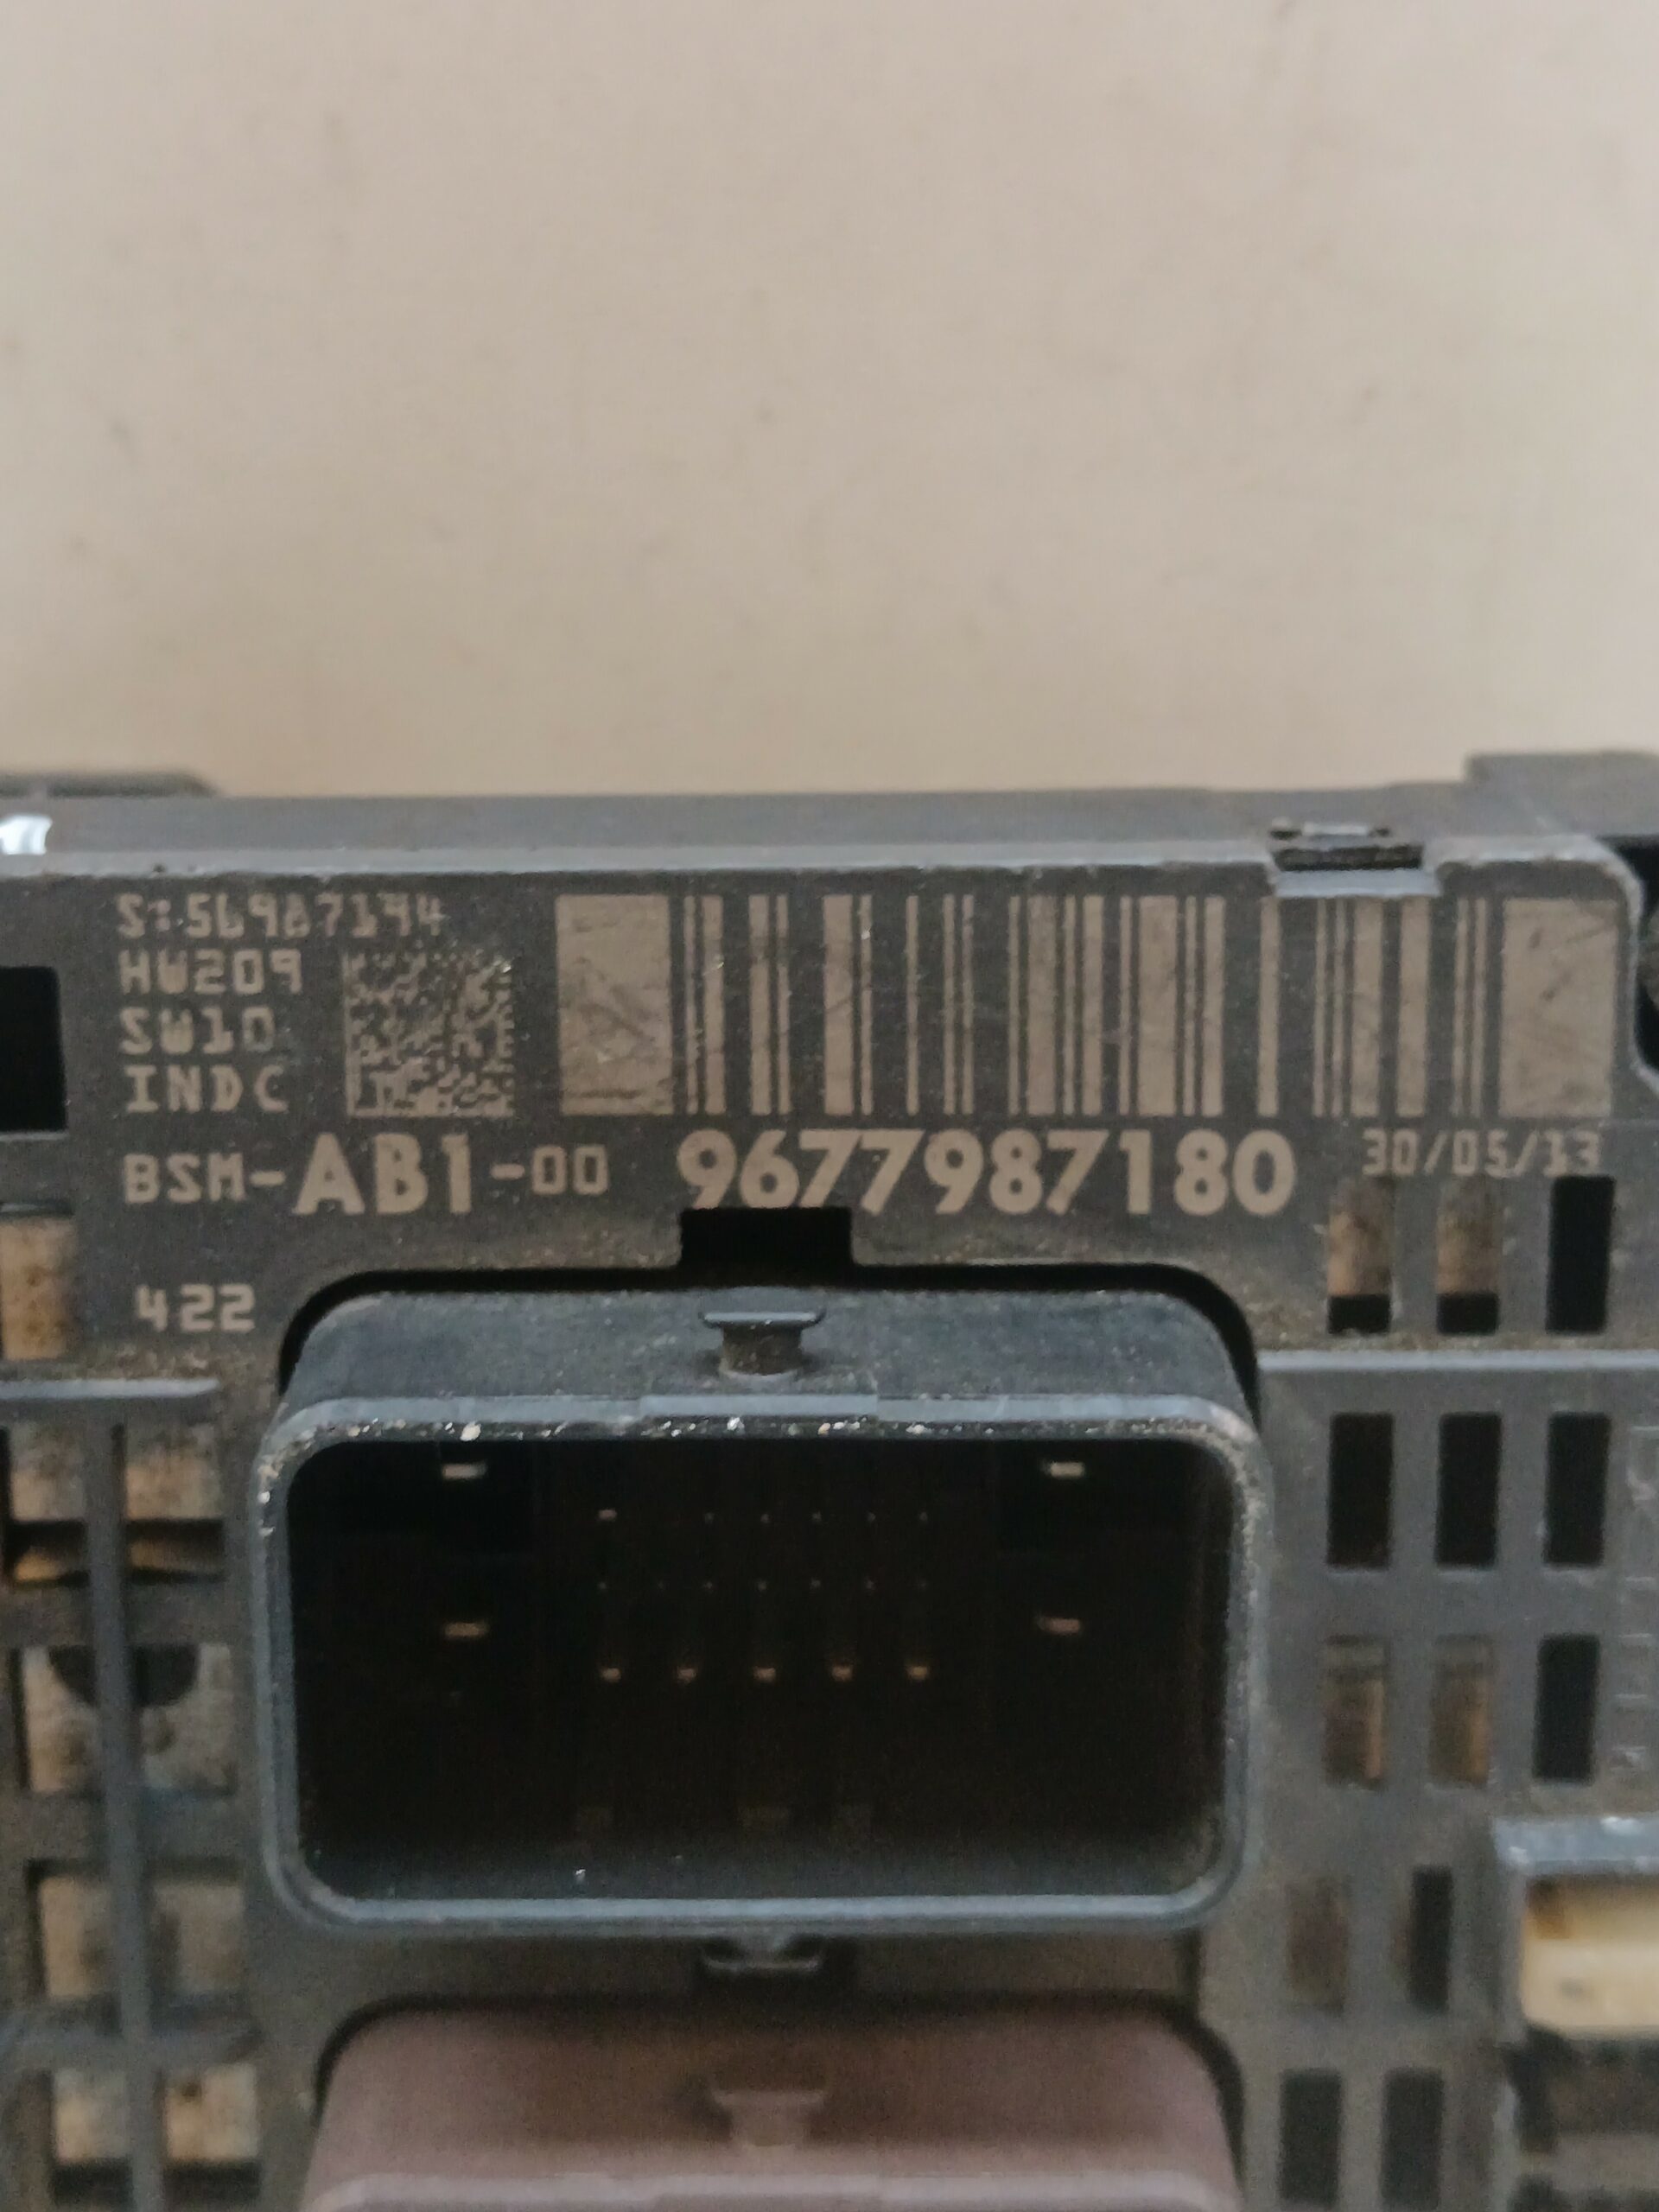 S:56987194
HW209
SW10
INDC
BSM-AB1-00 9677987180 30/05/13
422